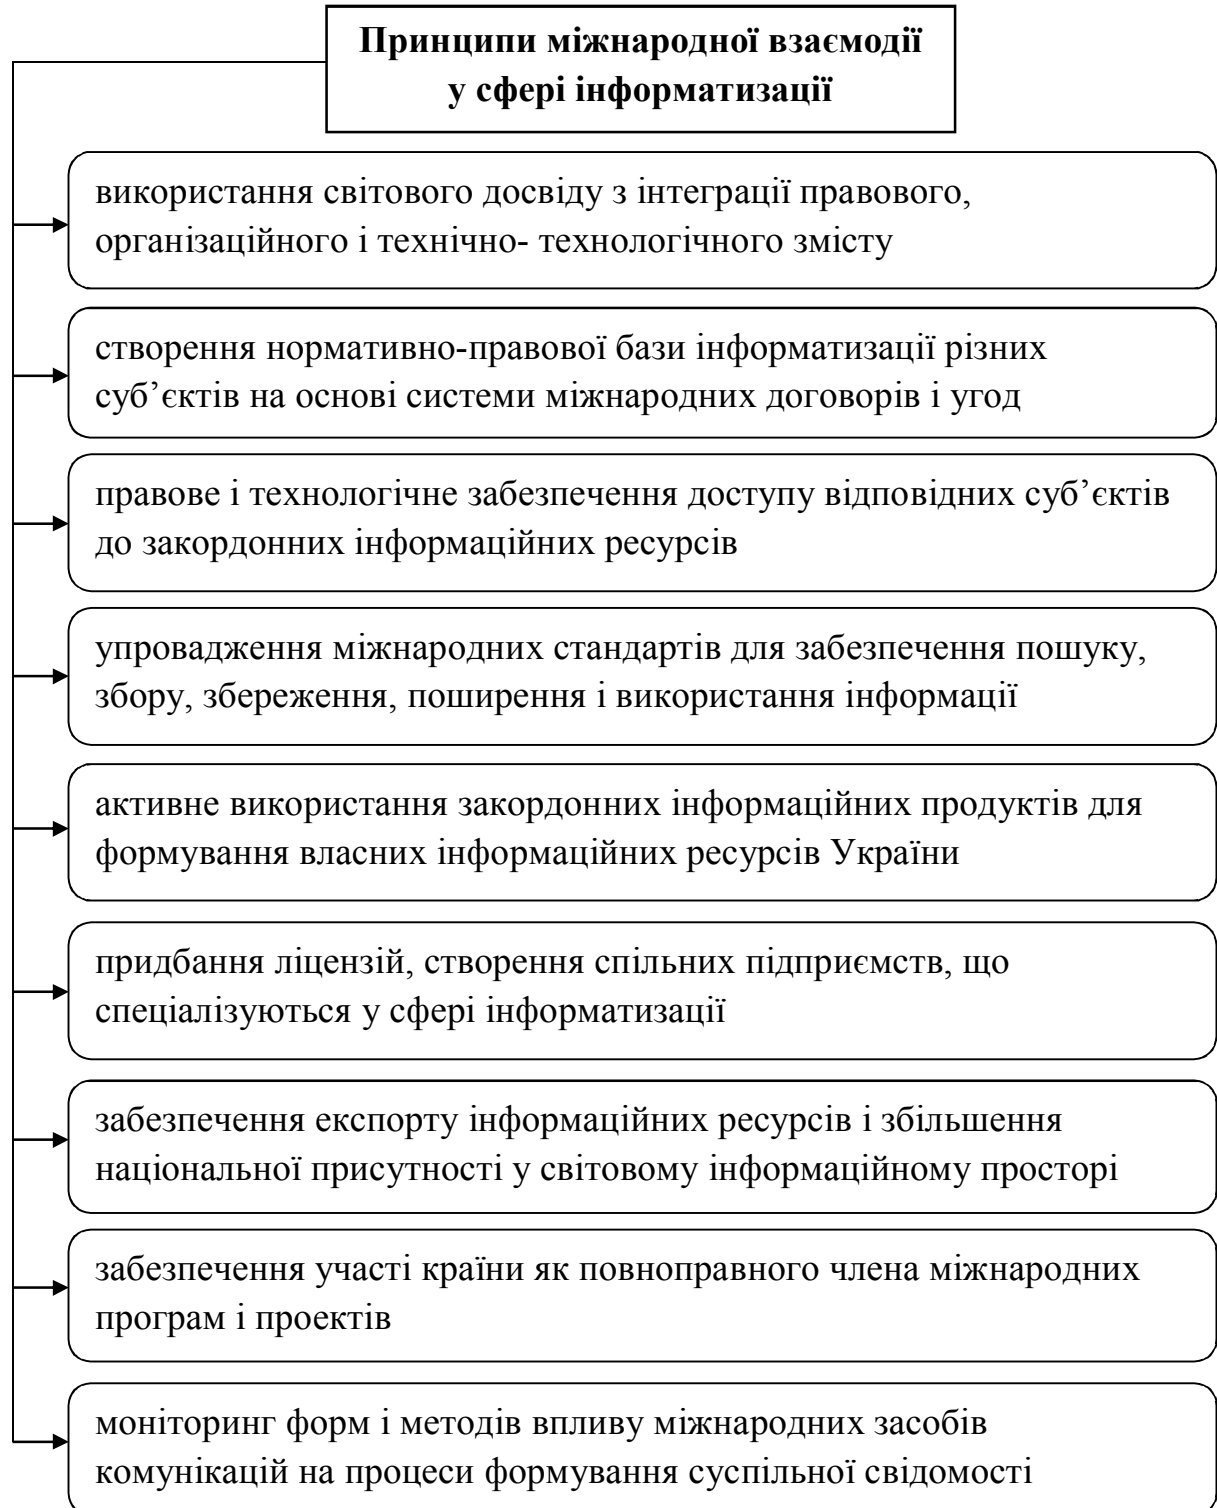 Принципи міжнародної взаємодії
у сфері інформатизації
використання світового досвіду з інтеграції правового,
організаційного і технічно- технологічного змісту
створення нормативно-правової бази інформатизації різних
суб’єктів на основі системи міжнародних договорів і угод
правове і технологічне забезпечення доступу відповідних суб’єктів
до закордонних інформаційних ресурсів
упровадження міжнародних стандартів для забезпечення пошуку,
збору, збереження, поширення і використання інформації
активне використання закордонних інформаційних продуктів для
формування власних інформаційних ресурсів України
придбання ліцензій, створення спільних підприємств, що
спеціалізуються у сфері інформатизації
забезпечення експорту інформаційних ресурсів і збільшення
національної присутності у світовому інформаційному просторі
забезпечення участі країни як повноправного члена міжнародних
програм і проектів
моніторинг форм і методів впливу міжнародних засобів
комунікацій на процеси формування суспільної свідомості